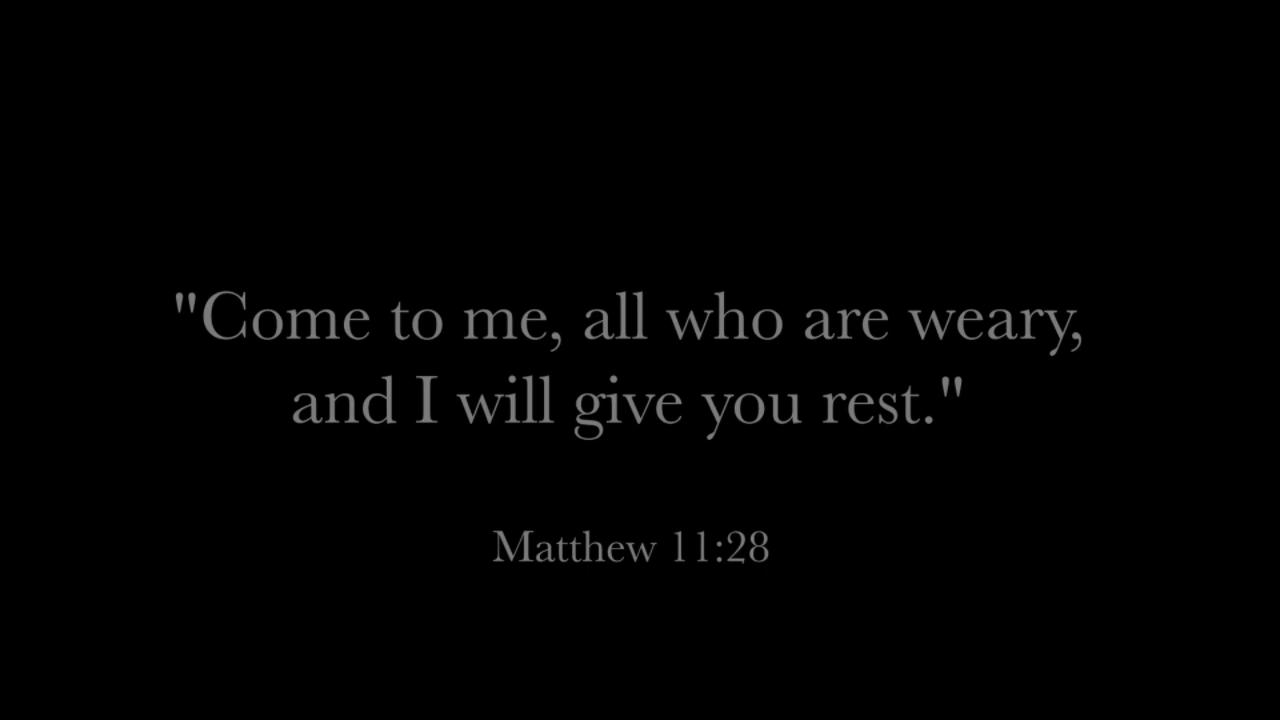 "Come to me, all who are weary,
and I will give you rest."
Matthew 11:28